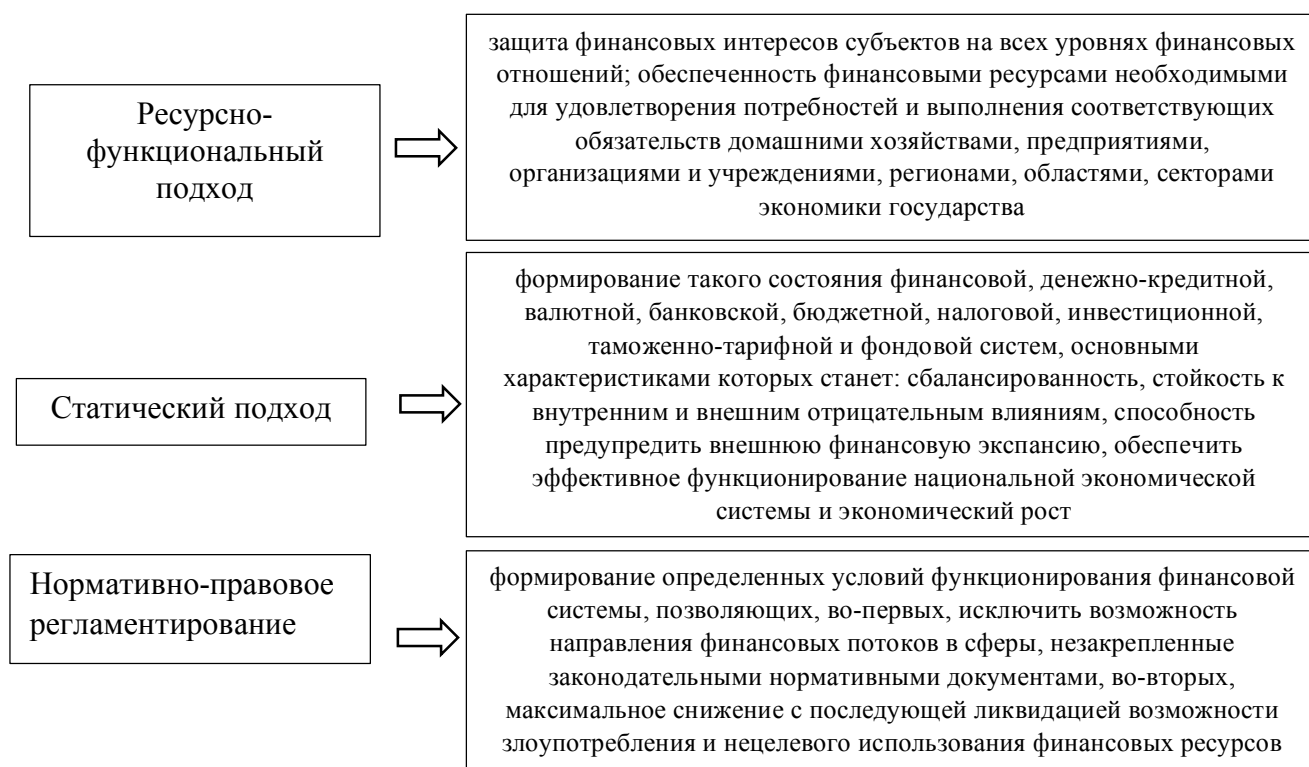 Ресурсно-
функциональный
подход
защита финансовых интересов субъектов на всех уровнях финансовых
отношений; обеспеченность финансовыми ресурсами необходимыми
для удовлетворения потребностей и выполнения соответствующих
обязательств домашними хозяйствами, предприятиями,
организациями и учреждениями, регионами, областями, секторами
экономики государства
Статический подход
формирование такого состояния финансовой, денежно-кредитной,
валютной, банковской, бюджетной, налоговой, инвестиционной,
таможенно-тарифной и фондовой систем, основными
характеристиками которых станет: сбалансированность, стойкость к
внутренним и внешним отрицательным влияниям, способность
предупредить внешнюю финансовую экспансию, обеспечить
эффективное функционирование национальной экономической
системы и экономический рост
Нормативно-правовое
регламентирование
формирование определенных условий функционирования финансовой
системы, позволяющих, во-первых, исключить возможность
направления финансовых потоков в сферы, незакрепленные
законодательными нормативными документами, во-вторых,
максимальное снижение с последующей ликвидацией возможности
злоупотребления и нецелевого использования финансовых ресурсов